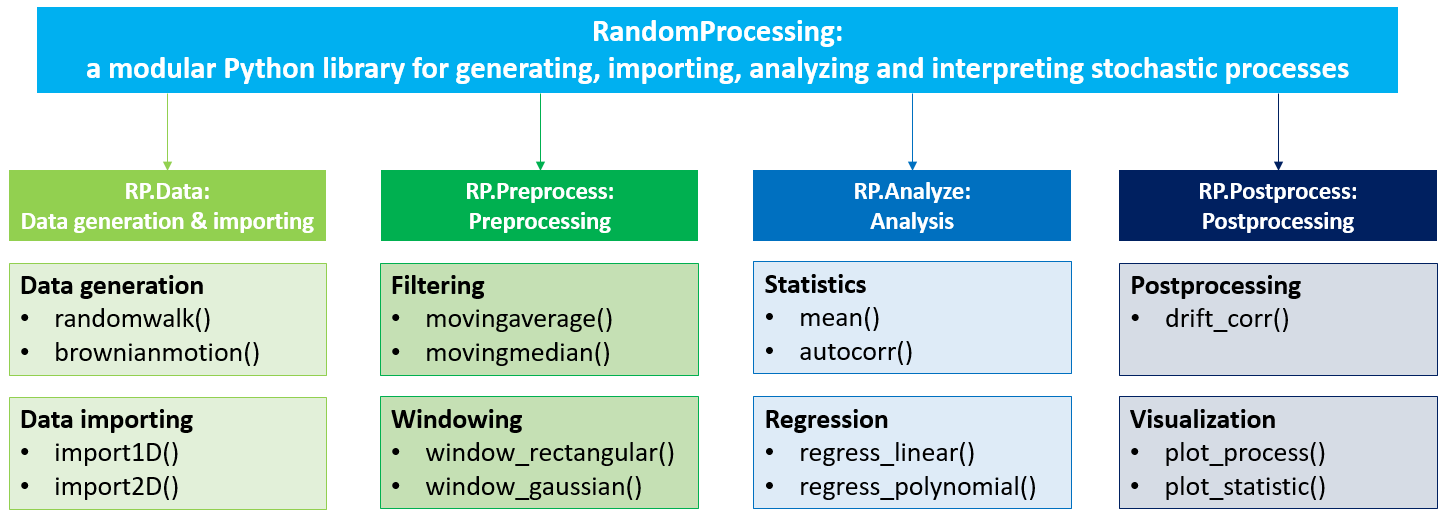 RandomProcessing:
a modular Python library for generating, importing, analyzing and interpreting stochastic processes
RP.Data:
Data generation & importing
Data generation
• randomwalk()
• brownianmotion()
Data importing
• import1D()
• import2D()
RP.Preprocess:
Preprocessing
Filtering
• movingaverage()
• movingmedian()
Windowing
• window_rectangular()
• window_gaussian()
RP.Analyze:
Analysis
Statistics
• mean()
• autocorr()
Regression
• regress_linear()
• regress_polynomial()
RP.Postprocess:
Postprocessing
Postprocessing
• drift_corr()
Visualization
• plot_process()
• plot_statistic()